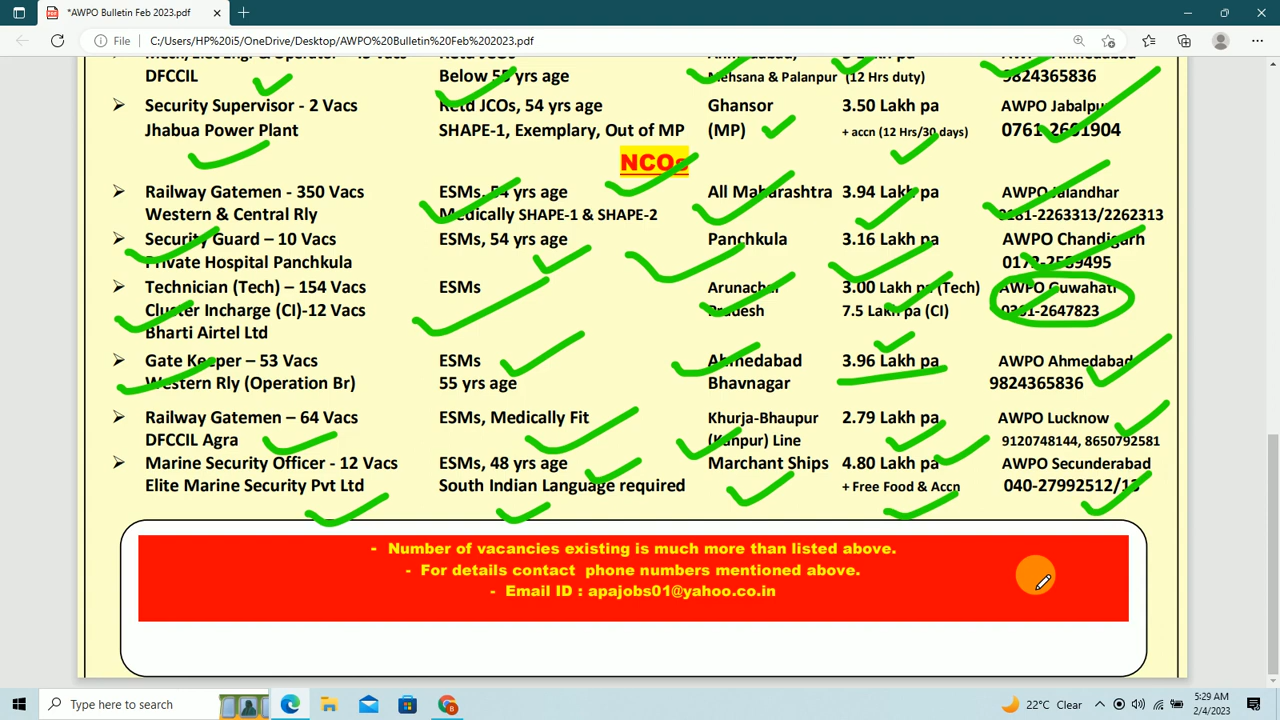 *AWPO Bulletin Feb 2023.pdf
File C:/Users/HP%20i5/OneDrive/Desktop/AWPO%20Bulletin%20Feb%202023.pdf
DFCCIL Below 55 yrs age Mehsana & Palanpur (12 Hrs duty) 9824365836
Security Supervisor - 2 Vacs Retd JCOs, 54 yrs age Ghansor 3.50 Lakh pa AWPO Jabalpur
Jhabua Power Plant SHAPE-1, Exemplary, Out of MP (MP) + accn (12 Hrs/30 days) 0761-2661904
NCOs
Railway Gatemen - 350 Vacs ESMs, 54 yrs age All Maharashtra 3.94 Lakh pa AWPO Jalandhar
Western & Central Rly Medically SHAPE-1 & SHAPE-2 0181-2263313/2262313
Security Guard – 10 Vacs ESMs, 54 yrs age Panchkula 3.16 Lakh pa AWPO Chandigarh
Private Hospital Panchkula
Technician (Tech) - 154 Vacs ESMs Arunachal 3.00 Lakh pa (Tech) AWPO Guwahati
Cluster Incharge (CI)-12 Vacs Pradesh 7.5 Lakh pa (CI) 0361-2647823
Bharti Airtel Ltd
Gate Keeper – 53 Vacs ESMs Ahmedabad 3.96 Lakh pa AWPO Ahmedabad
Western Rly (Operation Br) 55 yrs age Bhavnagar 9824365836
Railway Gatemen – 64 Vacs ESMs, Medically Fit Khurja-Bhaupur 2.79 Lakh pa AWPO Lucknow
DFCCIL Agra (Kanpur) Line 9120748144, 8650792581
Marine Security Officer - 12 Vacs ESMs, 48 yrs age Marchant Ships 4.80 Lakh pa AWPO Secunderabad
Elite Marine Security Pvt Ltd South Indian Language required + Free Food & Accn 040-27992512/13
- Number of vacancies existing is much more than listed above.
- For details contact phone numbers mentioned above.
- Email ID : apajobs01@yahoo.co.in
Type here to search
22°C Clear
5:29 AM
2/4/2023